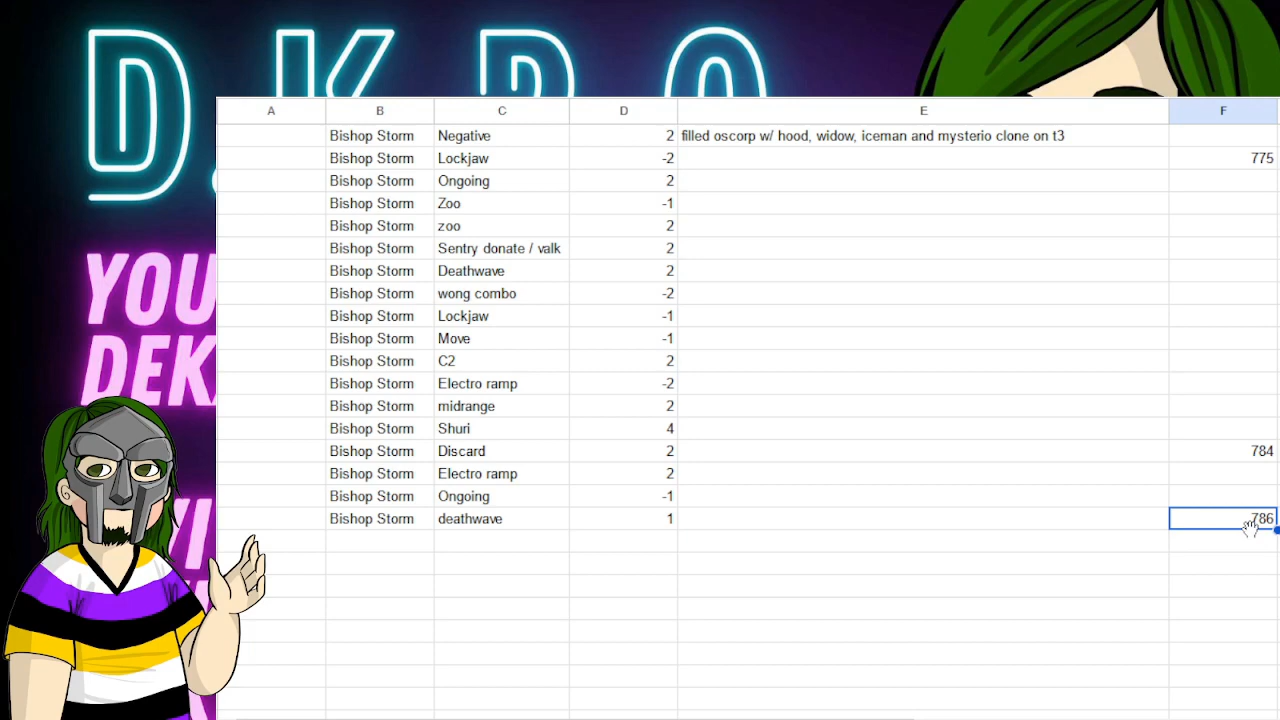 D.K.D.O
A B C D E F
Bishop Storm Negative 2 filled oscorp w/ hood, widow, iceman and mysterio clone on t3
Bishop Storm Lockjaw -2 775
Bishop Storm Ongoing 2
Bishop Storm Zoo -1
Bishop Storm zoo 2
Bishop Storm Sentry donate / valk 2
Bishop Storm Deathwave 2
Bishop Storm wong combo -2
Bishop Storm Lockjaw -1
Bishop Storm Move -1
Bishop Storm C2 2
Bishop Storm Electro ramp -2
Bishop Storm midrange 2
Bishop Storm Shuri 4
Bishop Storm Discard 2 784
Bishop Storm Electro ramp 2
Bishop Storm Ongoing -1
Bishop Storm deathwave 1 786
YOU
DEK